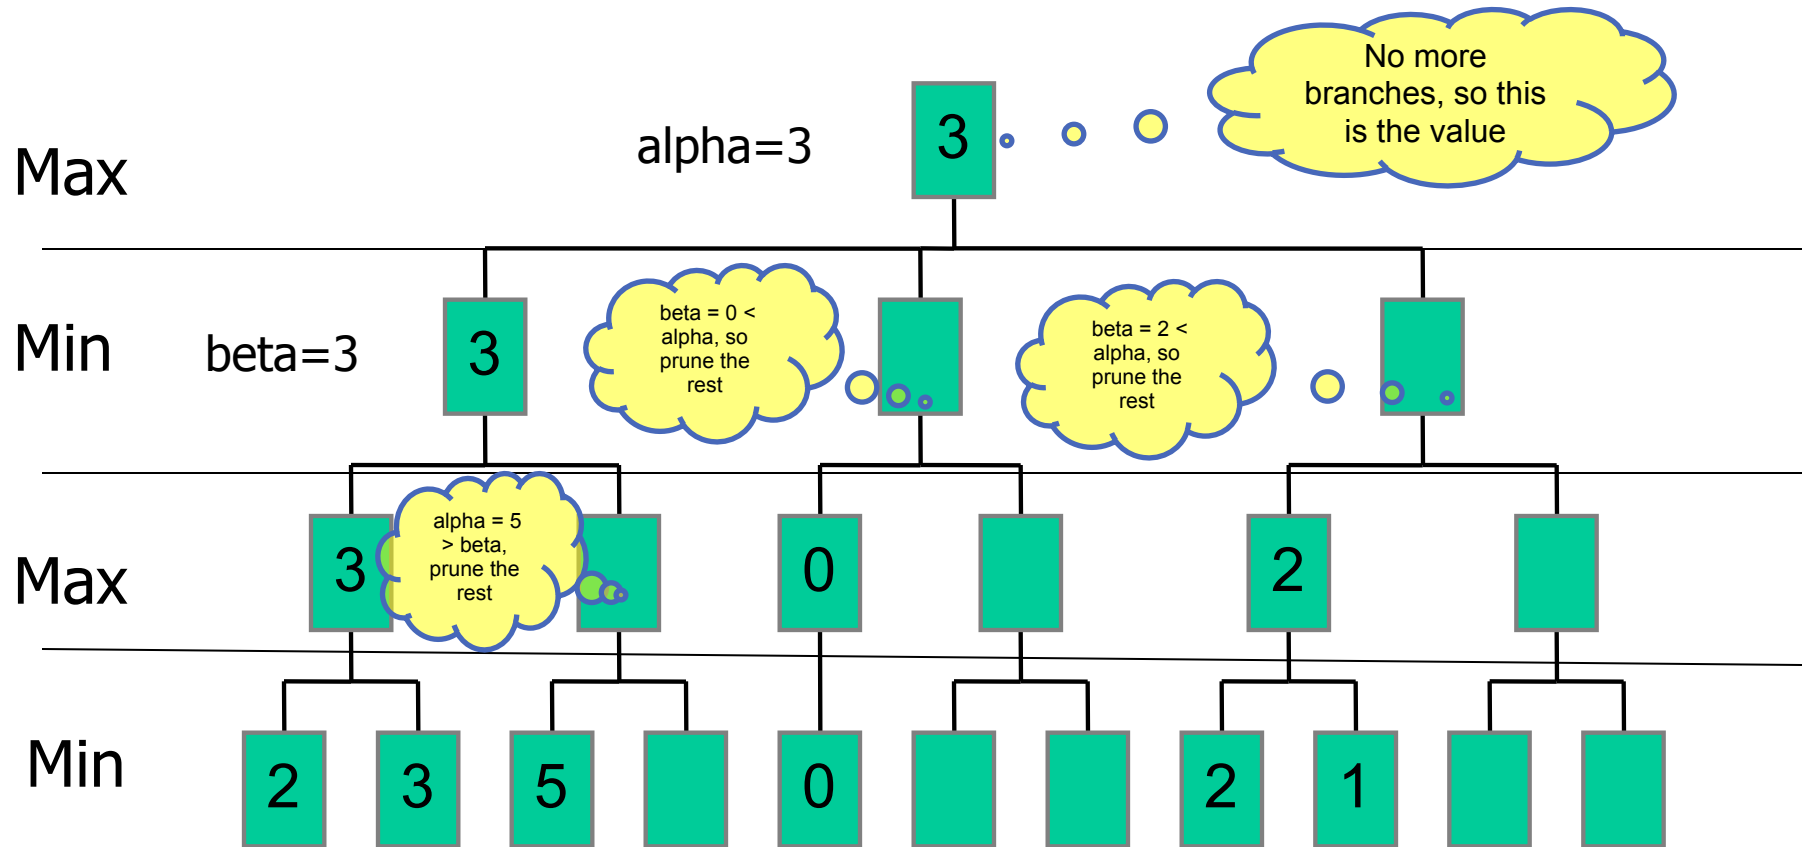 No more
branches, so this
is the value
alpha=3
3
Max
Min
beta=3
3
beta = 0 <
alpha, so
prune the
rest
beta = 2 <
alpha, so
prune the
rest
Max
3
alpha = 5
> beta,
prune the
rest
0
2
Min
2
3
5
0
2
1